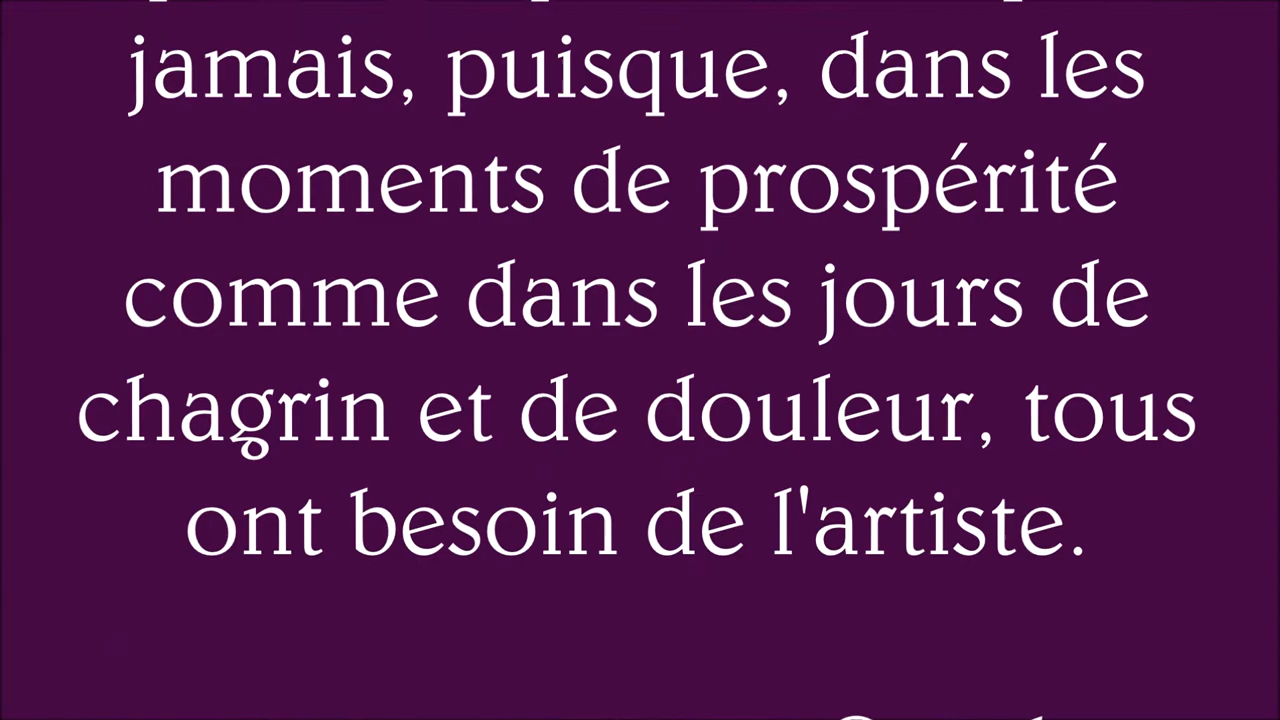 jamais, puisque, dans les
moments de prospérité
comme dans les jours de
chagrin et de douleur, tous
ont besoin de l'artiste.